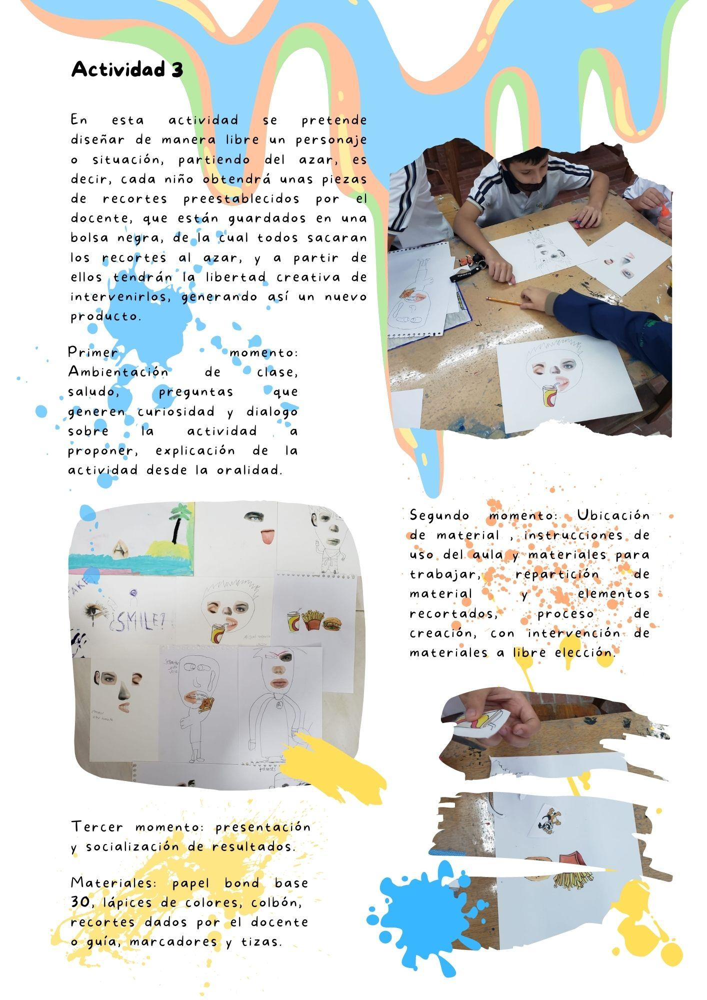 Actividad 3
En esta actividad se pretende
diseñar de manera libre un personaje
o situación, partiendo del azar, es
decir, cada niño obtendrá unas piezas
de recortes preestablecidos por el
docente, que están guardados en una
bolsa negra, de la cual todos sacaran
los recortes al azar, y a partir de
ellos tendrán la libertad creativa de
intervenirlos, generando así un nuevo
producto.
Primer momento:
Ambientación de clase,
saludo, preguntas que
generen curiosidad y dialogo
sobre la actividad a
proponer, explicación de la
actividad desde la oralidad.
Segundo momento: Ubicación
de material , instrucciones de
uso del aula y materiales para
trabajar, repartición de
material y elementos
recortados, proceso de
creación, con intervención de
materiales a libre elección.
¿SMILE?
Miguel
tomas
Tercer momento: presentación
y socialización de resultados.
Materiales: papel bond base
30, lápices de colores, colbón,
recortes dados por el docente
o guía, marcadores y tizas.